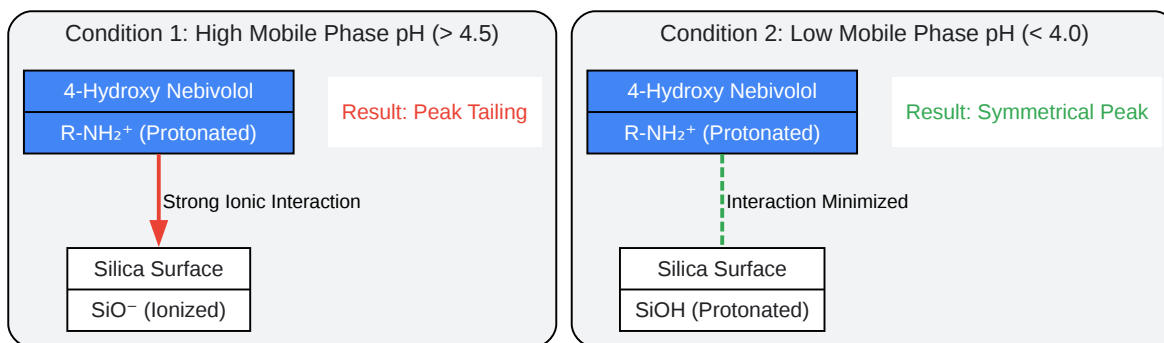 Condition 1: High Mobile Phase pH (> 4.5)
4-Hydroxy Nebivolol
R-NH₂⁺ (Protonated)
Result: Peak Tailing
Strong Ionic Interaction
Silica Surface
SiO⁻ (Ionized)
Condition 2: Low Mobile Phase pH (< 4.0)
4-Hydroxy Nebivolol
R-NH₂⁺ (Protonated)
Result: Symmetrical Peak
Interaction Minimized
Silica Surface
SiOH (Protonated)